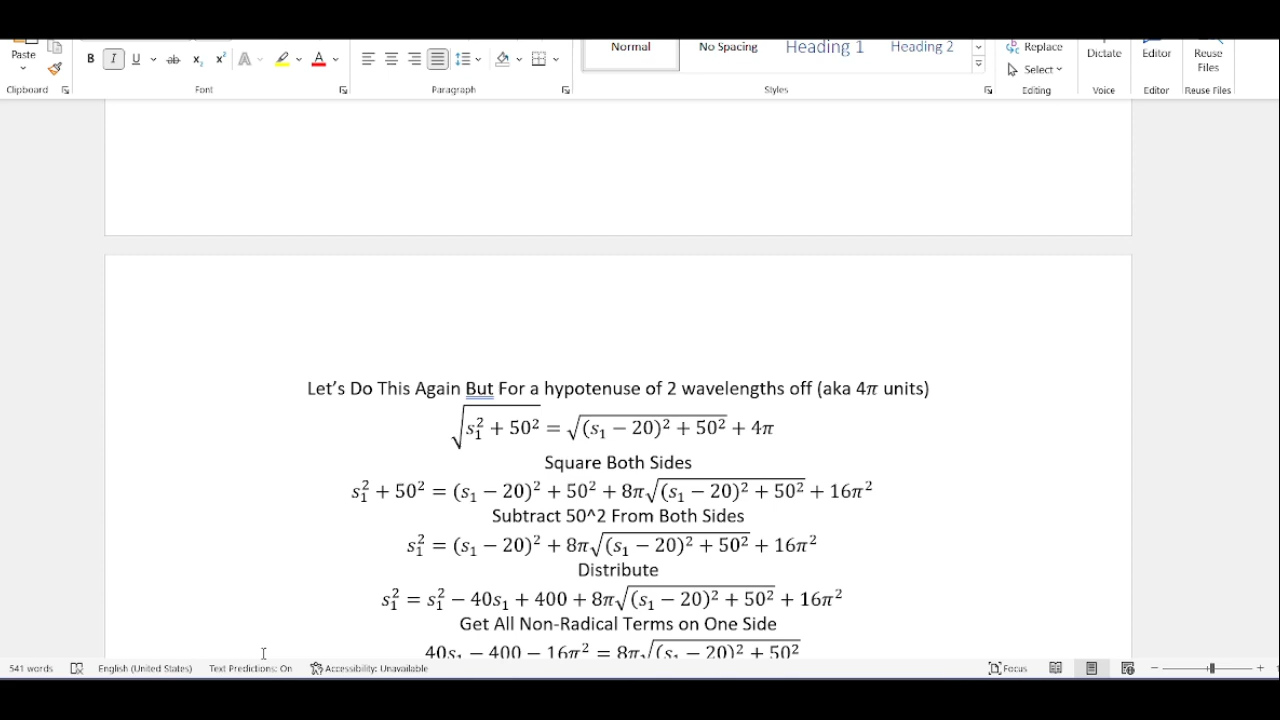 Paste
B I U ab x₂ x² A A
Normal No Spacing Heading 1 Heading 2
Replace
Select
Dictate Editor Reuse
Files
Clipboard Font Paragraph Styles Editing Voice Editor Reuse Files
Let's Do This Again But For a hypotenuse of 2 wavelengths off (aka 4π units)
√(s₁² + 50²) = √((s₁ − 20)² + 50²) + 4π
Square Both Sides
s₁² + 50² = (s₁ − 20)² + 50² + 8π√((s₁ − 20)² + 50²) + 16π²
Subtract 50^2 From Both Sides
s₁² = (s₁ − 20)² + 8π√((s₁ − 20)² + 50²) + 16π²
Distribute
s₁² = s₁² − 40s₁ + 400 + 8π√((s₁ − 20)² + 50²) + 16π²
Get All Non-Radical Terms on One Side
40s₁ − 400 − 16π² = 8π√((s₁ − 20)² + 50²
541 words English (United States) Text Predictions: On Accessibility: Unavailable Focus